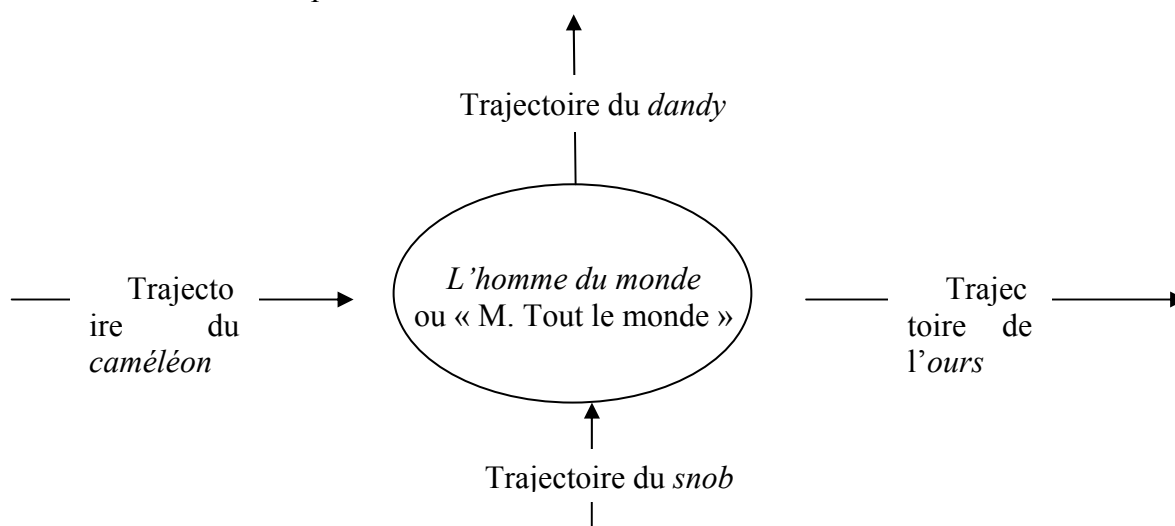 Trajectoire du dandy
L’homme du monde
ou « M. Tout le monde »
Trajecto
ire du
caméléon
Trajec
toire de
l’ours
Trajectoire du snob